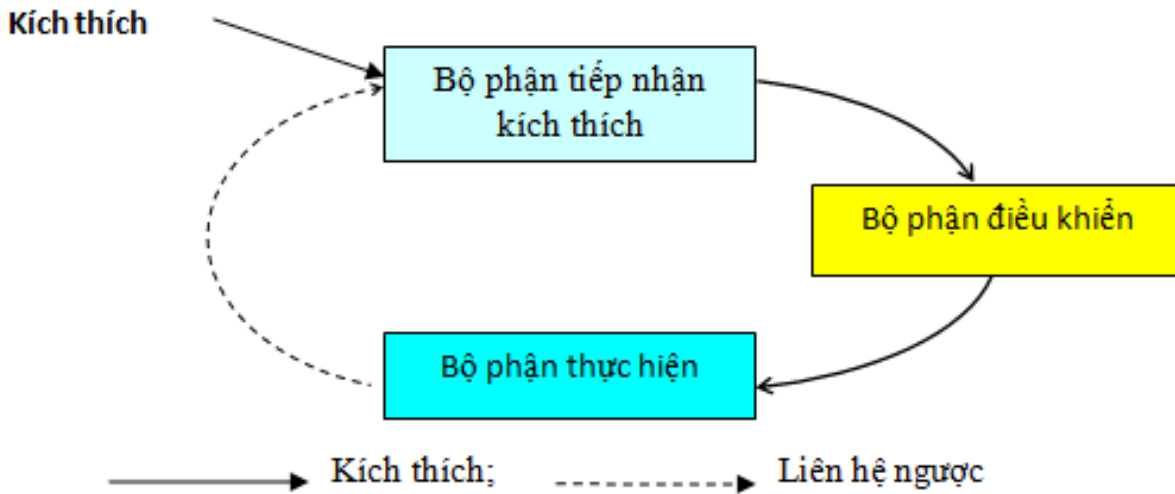 Kích thích
Bộ phận tiếp nhận
kích thích
Bộ phận điều khiển
Bộ phận thực hiện
Kích thích; Liên hệ ngược